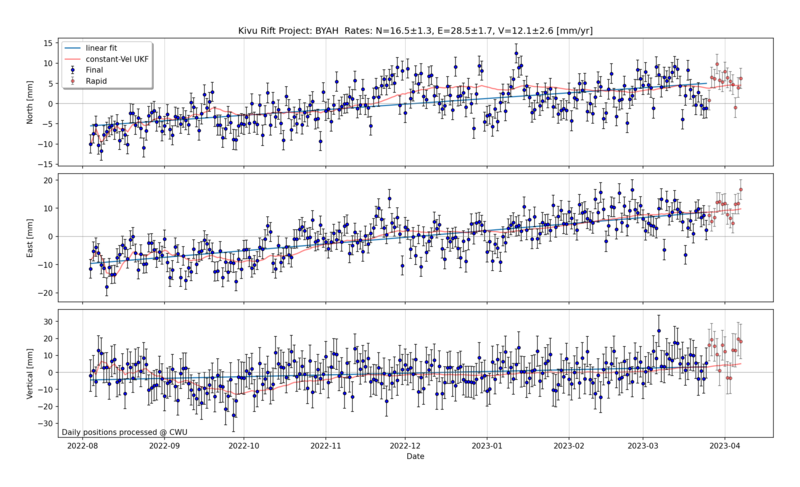 Kivu Rift Project: BYAH  Rates: N=16.5±1.3, E=28.5±1.7, V=12.1±2.6 [mm/yr]
linear fit
constant-Vel UKF
Final
Rapid
North [mm]
15
10
5
0
−5
−10
−15
East [mm]
20
10
0
−10
−20
Vertical [mm]
30
20
10
0
−10
−20
−30
Daily positions processed @ CWU
2022-08
2022-09
2022-10
2022-11
2022-12
2023-01
2023-02
2023-03
2023-04
Date